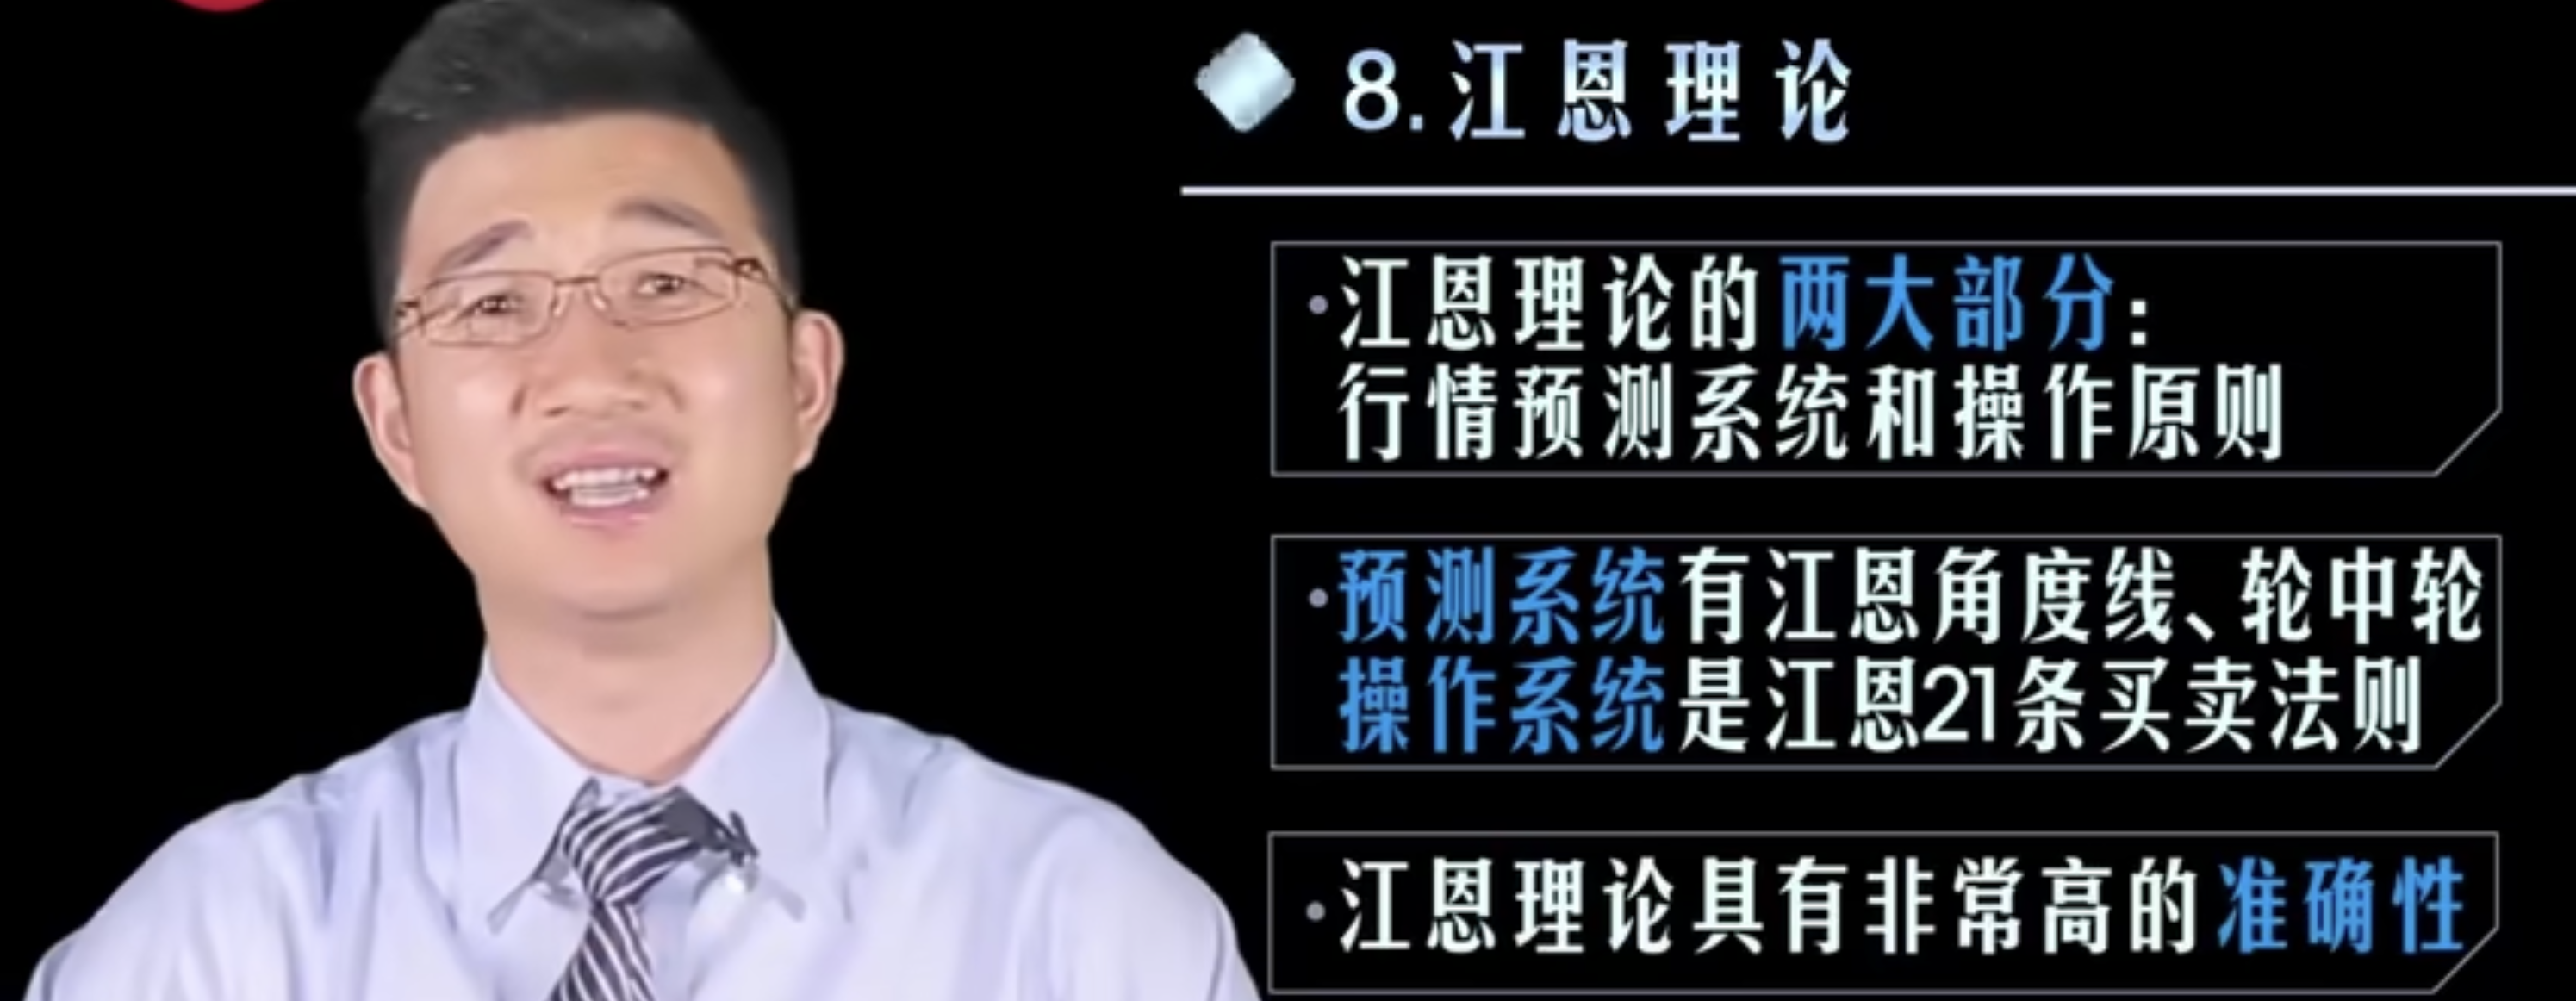 8.江恩理论
江恩理论的两大部分:
行情预测系统和操作原则
预测系统有江恩角度线、轮中轮
操作系统是江恩21条买卖法则
江恩理论具有非常高的准确性